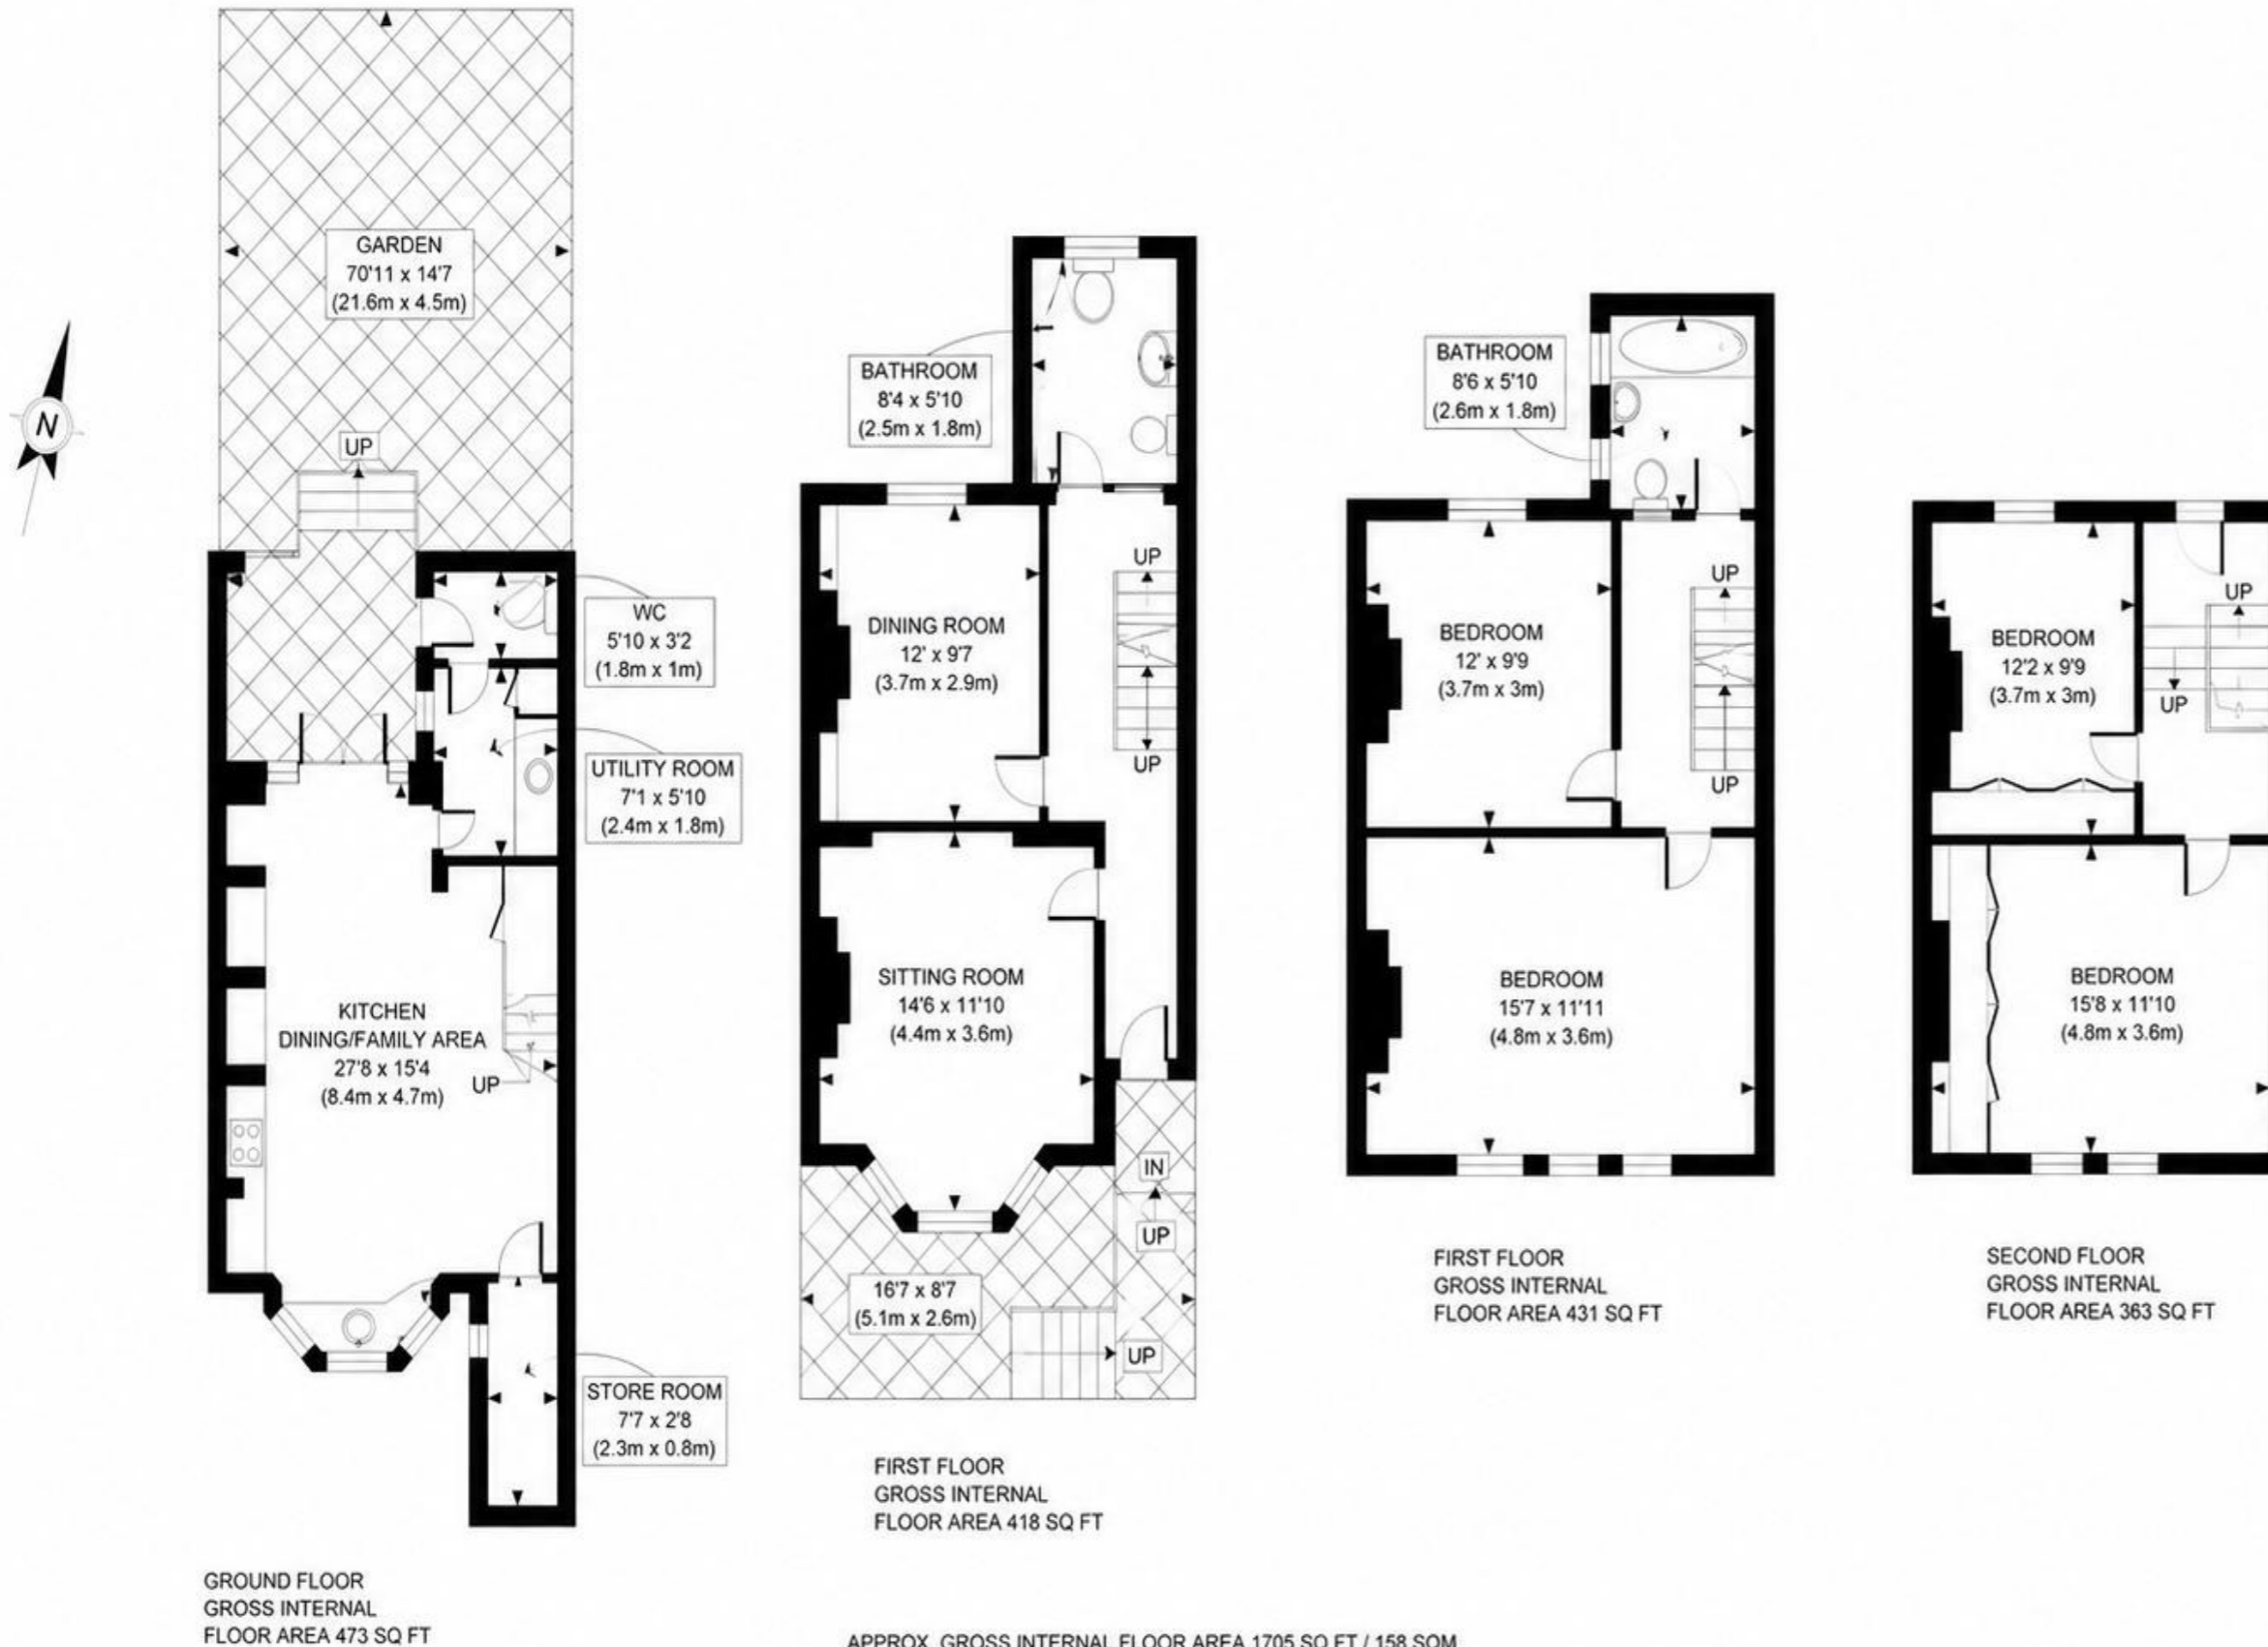 GARDEN
70'11 x 14'7
(21.6m x 4.5m)
N
UP
WC
5'10 x 3'2
(1.8m x 1m)
UTILITY ROOM
7'1 x 5'10
(2.4m x 1.8m)
KITCHEN
DINING/FAMILY AREA
27'8 x 15'4
(8.4m x 4.7m)
UP
STORE ROOM
7'7 x 2'8
(2.3m x 0.8m)
GROUND FLOOR
GROSS INTERNAL
FLOOR AREA 473 SQ FT
BATHROOM
8'4 x 5'10
(2.5m x 1.8m)
UP
DINING ROOM
12' x 9'7
(3.7m x 2.9m)
UP
SITTING ROOM
14'6 x 11'10
(4.4m x 3.6m)
IN
UP
16'7 x 8'7
(5.1m x 2.6m)
UP
FIRST FLOOR
GROSS INTERNAL
FLOOR AREA 418 SQ FT
BATHROOM
8'6 x 5'10
(2.6m x 1.8m)
UP
BEDROOM
12' x 9'9
(3.7m x 3m)
UP
BEDROOM
15'7 x 11'11
(4.8m x 3.6m)
FIRST FLOOR
GROSS INTERNAL
FLOOR AREA 431 SQ FT
UP
BEDROOM
12'2 x 9'9
(3.7m x 3m)
UP
BEDROOM
15'8 x 11'10
(4.8m x 3.6m)
SECOND FLOOR
GROSS INTERNAL
FLOOR AREA 363 SQ FT
APPROX. GROSS INTERNAL FLOOR AREA 1705 SQ FT / 158 SQM